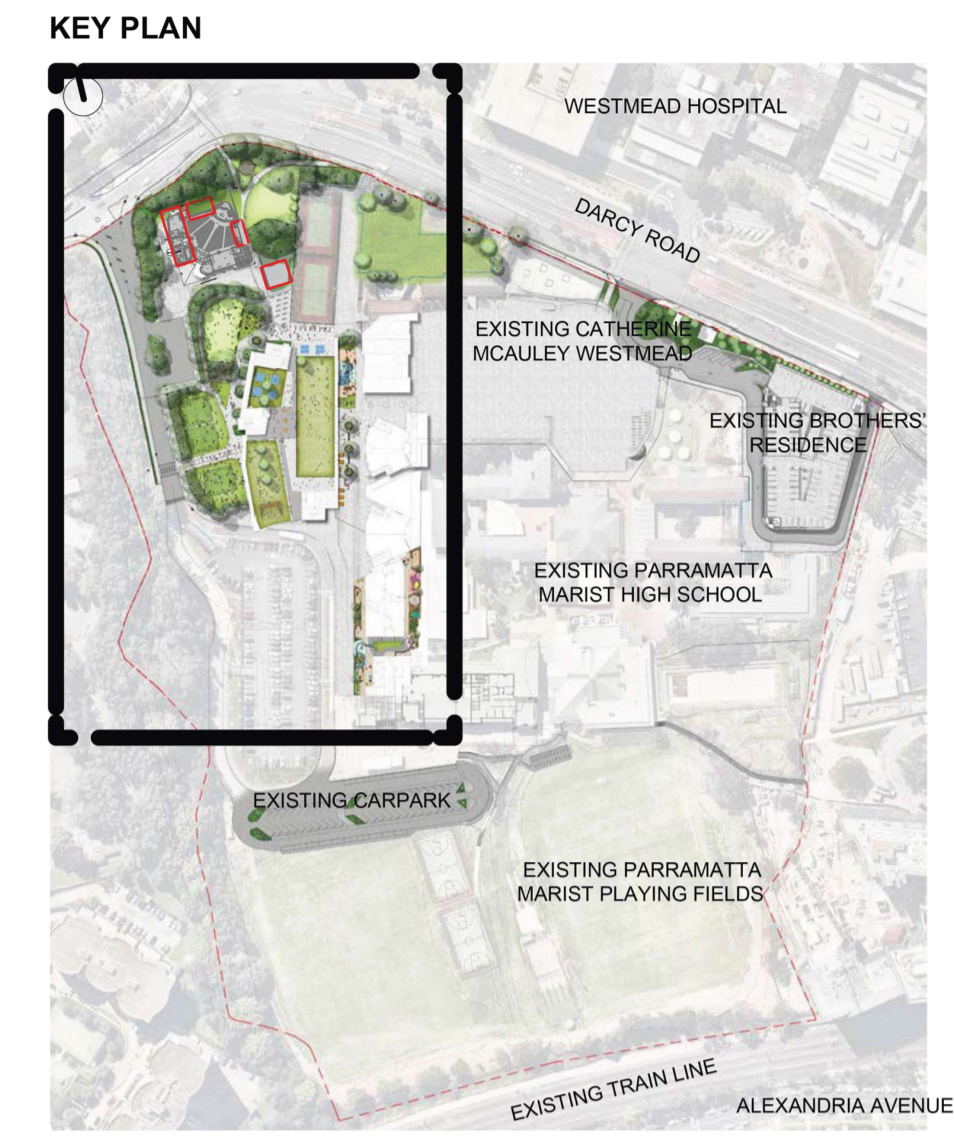 KEY PLAN
WESTMEAD HOSPITAL
DARCY ROAD
EXISTING CATHERINE
MCAULEY WESTMEAD
EXISTING BROTHERS'
RESIDENCE
EXISTING PARRAMATTA
MARIST HIGH SCHOOL
EXISTING CARPARK
EXISTING PARRAMATTA
MARIST PLAYING FIELDS
EXISTING TRAIN LINE
ALEXANDRIA AVENUE